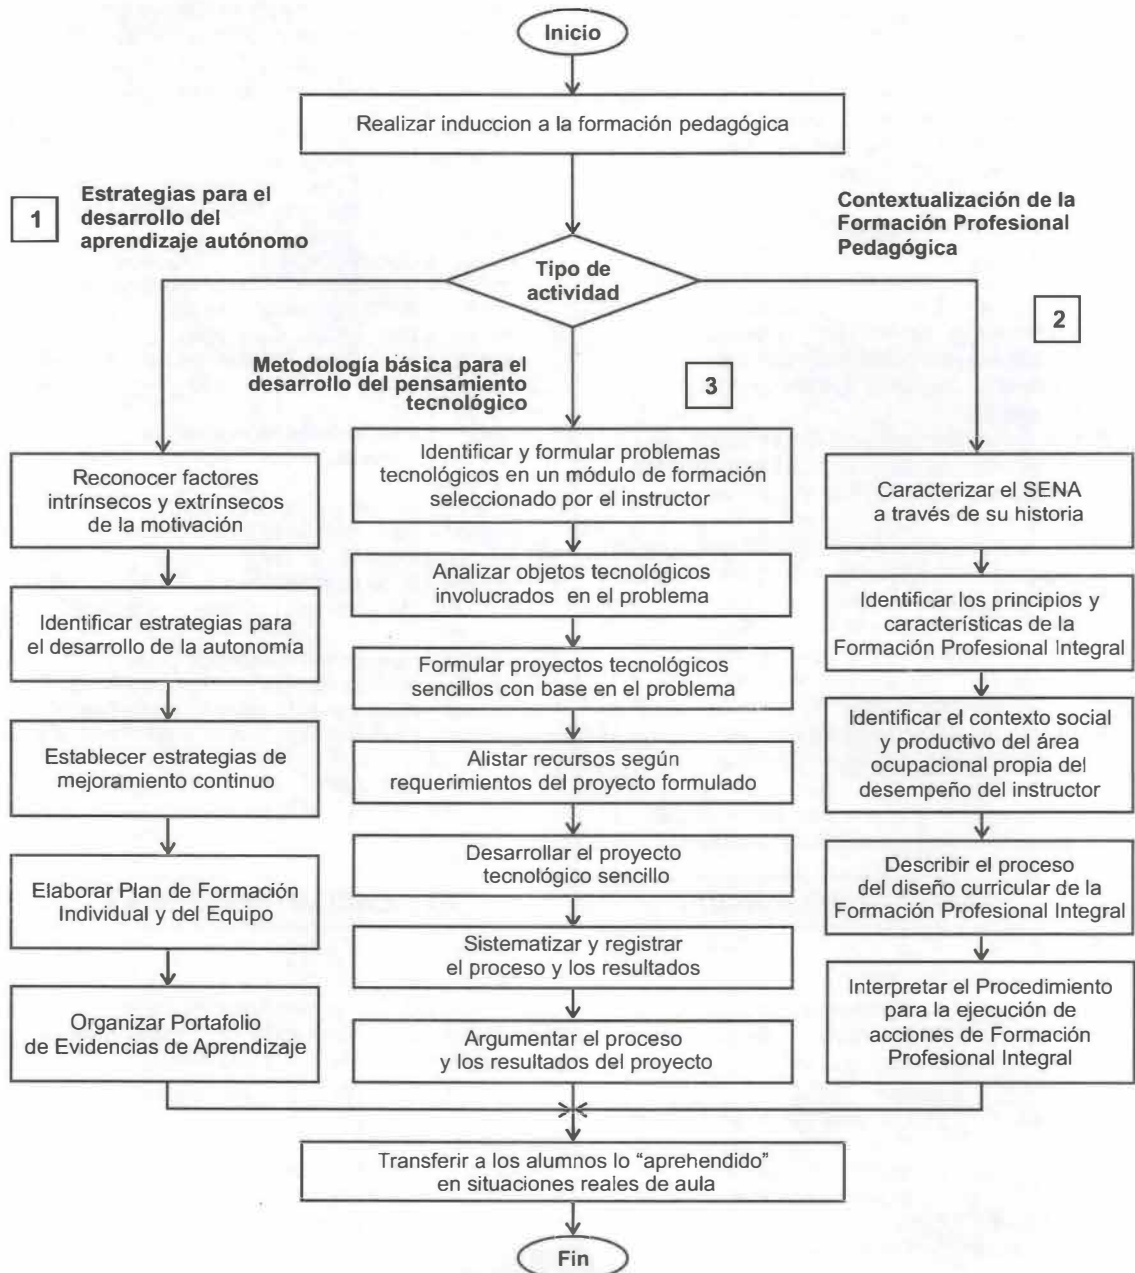 Inicio
Realizar induccion a la formación pedagógica
1
Estrategias para el
desarrollo del
aprendizaje autónomo
Contextualización de la
Formación Profesional
Pedagógica
Tipo de
actividad
2
Metodología básica para el
desarrollo del pensamiento
tecnológico
3
Reconocer factores
intrínsecos y extrínsecos
de la motivación
Identificar estrategias para
el desarrollo de la autonomía
Establecer estrategias de
mejoramiento continuo
Elaborar Plan de Formación
Individual y del Equipo
Organizar Portafolio
de Evidencias de Aprendizaje
Identificar y formular problemas
tecnológicos en un módulo de formación
seleccionado por el instructor
Analizar objetos tecnológicos
involucrados en el problema
Formular proyectos tecnológicos
sencillos con base en el problema
Alistar recursos según
requerimientos del proyecto formulado
Desarrollar el proyecto
tecnológico sencillo
Sistematizar y registrar
el proceso y los resultados
Argumentar el proceso
y los resultados del proyecto
Caracterizar el SENA
a través de su historia
Identificar los principios y
características de la
Formación Profesional Integral
Identificar el contexto social
y productivo del área
ocupacional propia del
desempeño del instructor
Describir el proceso
del diseño curricular de la
Formación Profesional Integral
Interpretar el Procedimiento
para la ejecución de
acciones de Formación
Profesional Integral
Transferir a los alumnos lo “aprehendido”
en situaciones reales de aula
Fin